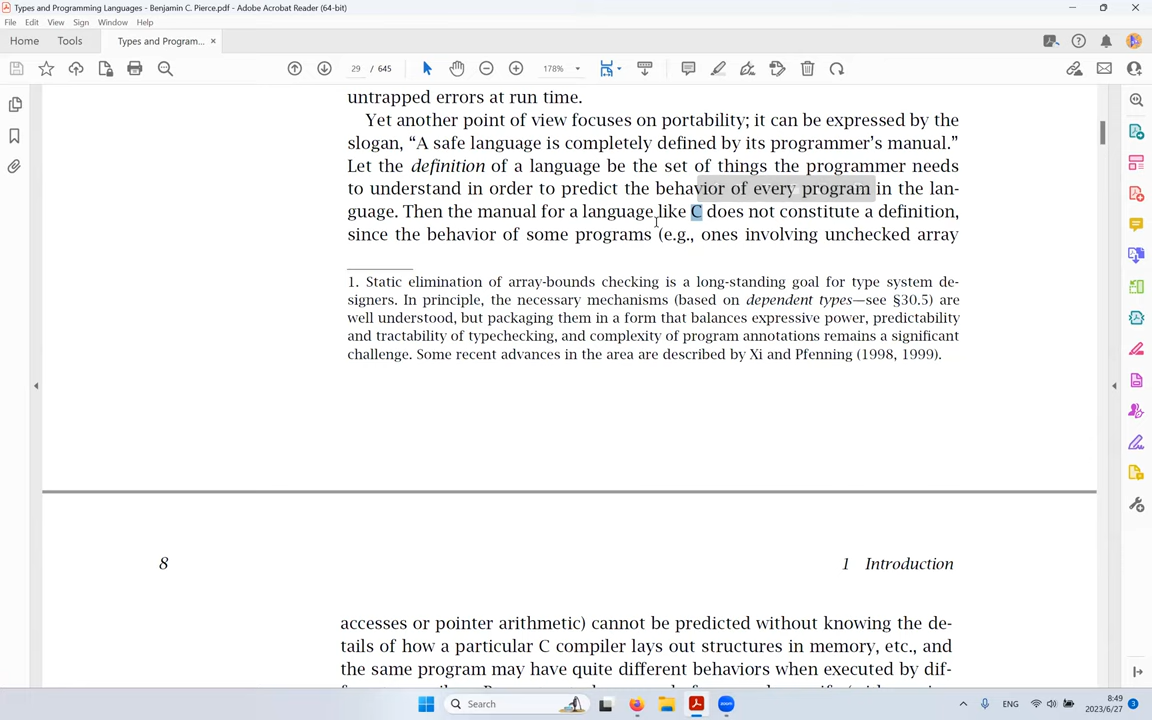 Types and Programming Languages - Benjamin C. Pierce.pdf - Adobe Acrobat Reader (64-bit)
File Edit View Sign Window Help
Home Tools Types and Program... ×
29 / 645 178%
untrapped errors at run time.
Yet another point of view focuses on portability; it can be expressed by the
slogan, “A safe language is completely defined by its programmer’s manual.”
Let the definition of a language be the set of things the programmer needs
to understand in order to predict the behavior of every program in the lan-
guage. Then the manual for a language like C does not constitute a definition,
since the behavior of some programs (e.g., ones involving unchecked array
1. Static elimination of array-bounds checking is a long-standing goal for type system de-
signers. In principle, the necessary mechanisms (based on dependent types—see §30.5) are
well understood, but packaging them in a form that balances expressive power, predictability
and tractability of typechecking, and complexity of program annotations remains a significant
challenge. Some recent advances in the area are described by Xi and Pfenning (1998, 1999).
8 1 Introduction
accesses or pointer arithmetic) cannot be predicted without knowing the de-
tails of how a particular C compiler lays out structures in memory, etc., and
the same program may have quite different behaviors when executed by dif-
Search zoom ENG 8:49 3
2023/6/27